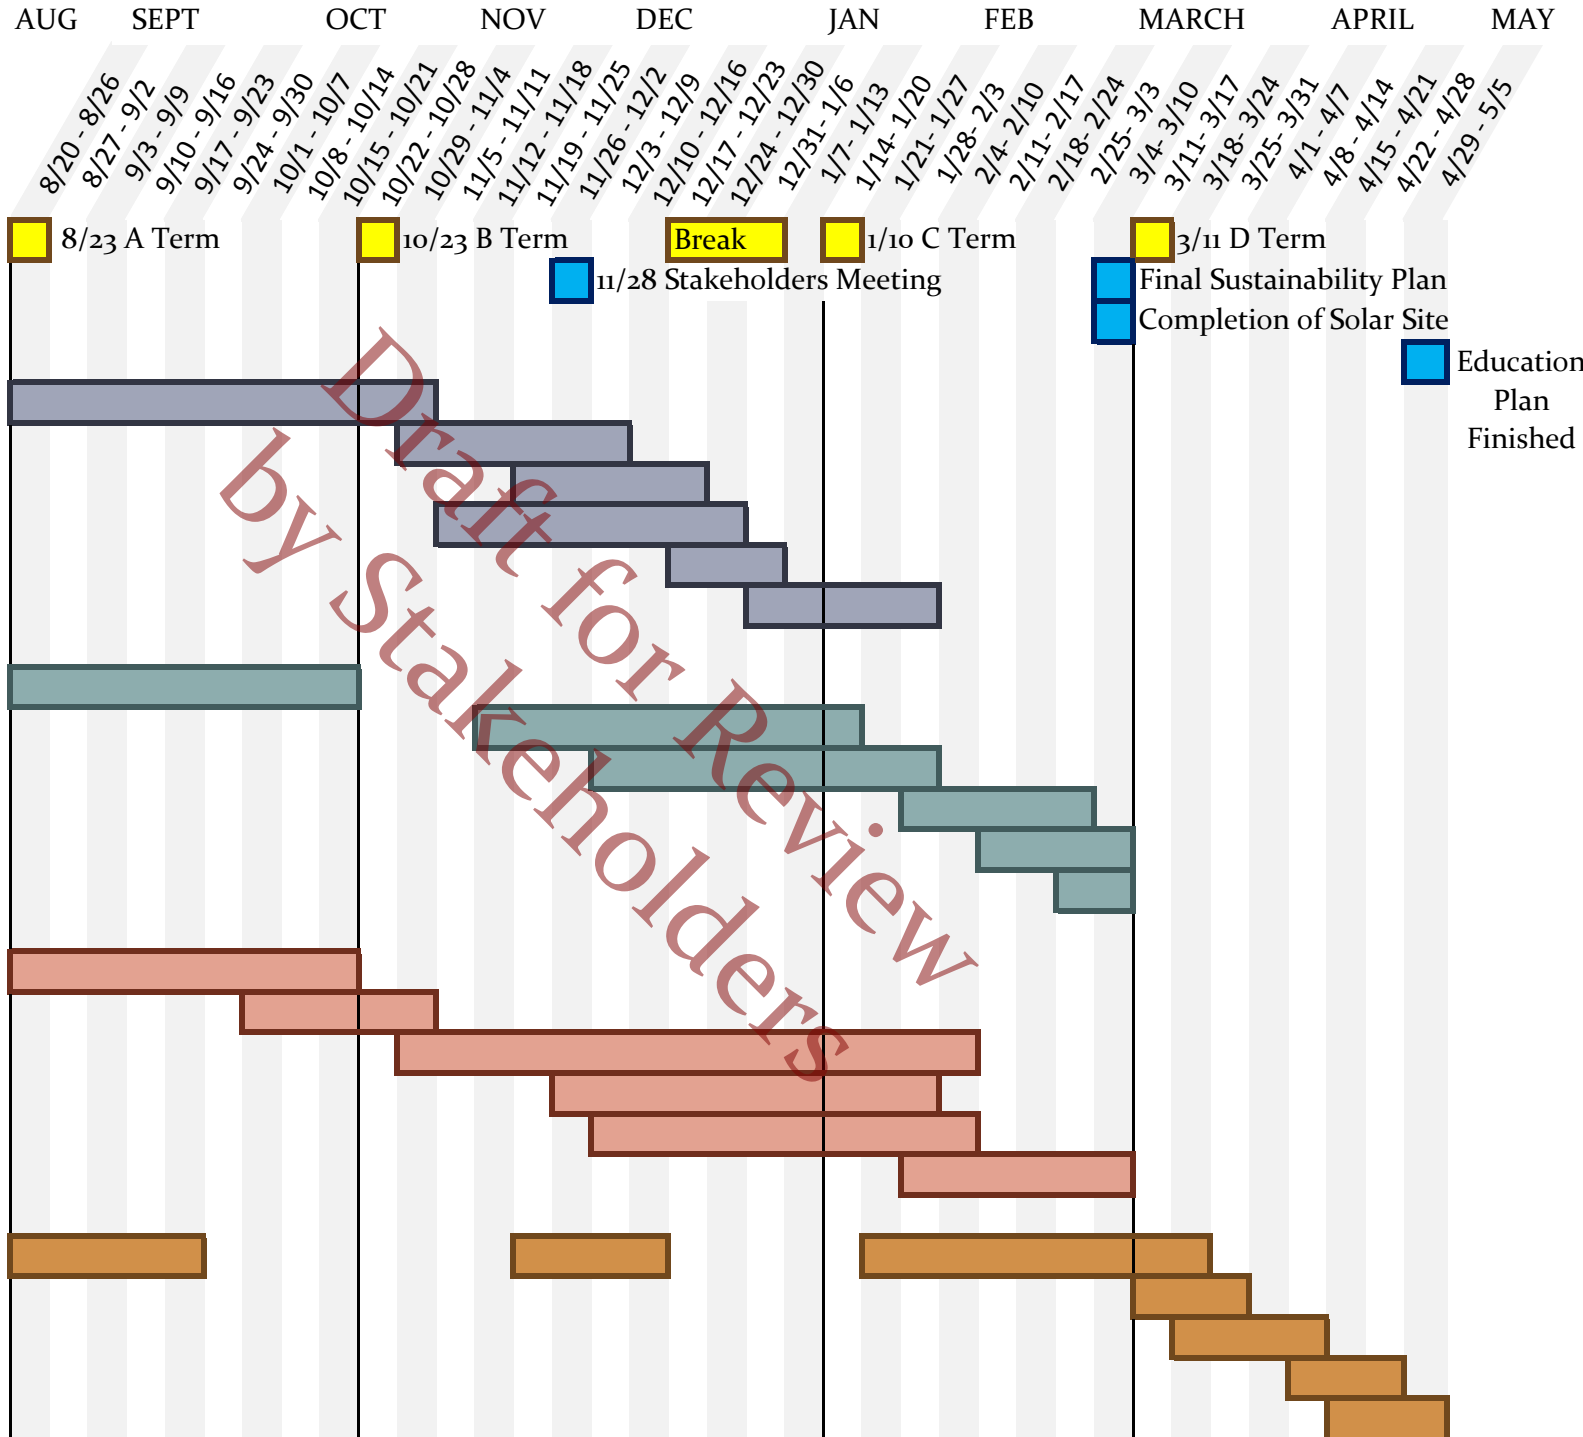 AUG SEPT OCT NOV DEC JAN FEB MARCH APRIL MAY
8/20 - 8/26
8/27 - 9/2
9/3 - 9/9
9/10 - 9/16
9/17 - 9/23
9/24 - 9/30
10/1 - 10/7
10/8 - 10/14
10/15 - 10/21
10/22 - 10/28
10/29 - 11/4
11/5 - 11/11
11/12 - 11/18
11/19 - 11/25
11/26 - 12/2
12/3 - 12/9
12/10 - 12/16
12/17 - 12/23
12/24 - 12/30
12/31 - 1/6
1/7- 1/13
1/14- 1/20
1/21- 1/27
1/28- 2/3
2/4- 2/10
2/11- 2/17
2/18- 2/24
2/25- 3/3
3/4- 3/10
3/11- 3/17
3/18- 3/24
3/25- 3/31
4/1 - 4/7
4/8 - 4/14
4/15 - 4/21
4/22 - 4/28
4/29 - 5/5
8/23 A Term 10/23 B Term Break 1/10 C Term 3/11 D Term
11/28 Stakeholders Meeting Final Sustainability Plan
Completion of Solar Site
Education
Plan
Finished
Draft for Review
by Stakeholders